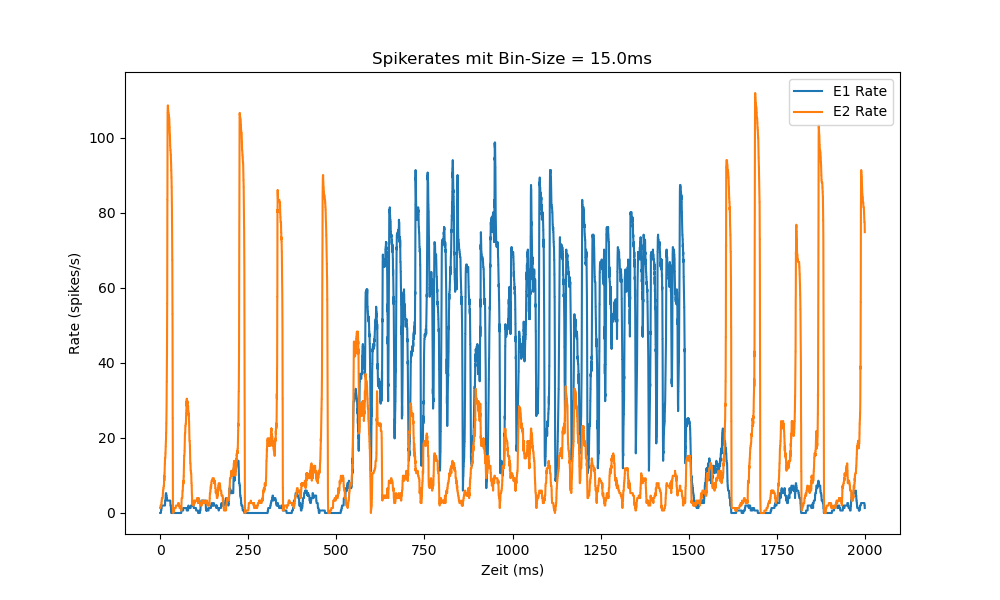 Spikerates mit Bin-Size = 15.0ms
E1 Rate
E2 Rate
100
80
60
40
20
0
Rate (spikes/s)
0 250 500 750 1000 1250 1500 1750 2000
Zeit (ms)